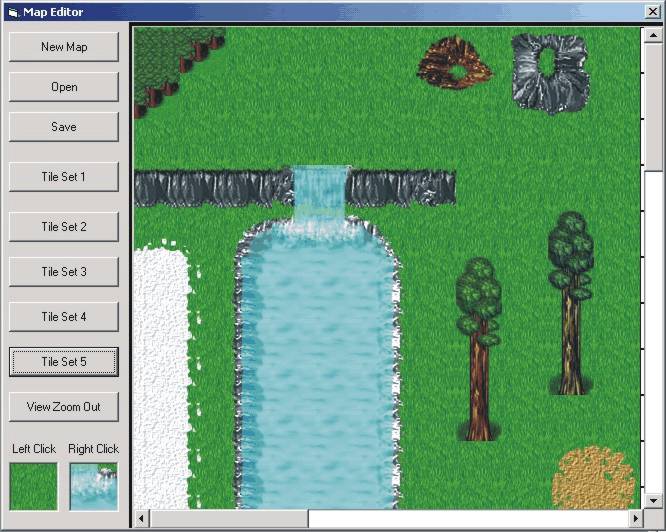 Map Editor
New Map
Open
Save
Tile Set 1
Tile Set 2
Tile Set 3
Tile Set 4
Tile Set 5
View Zoom Out
Left Click Right Click